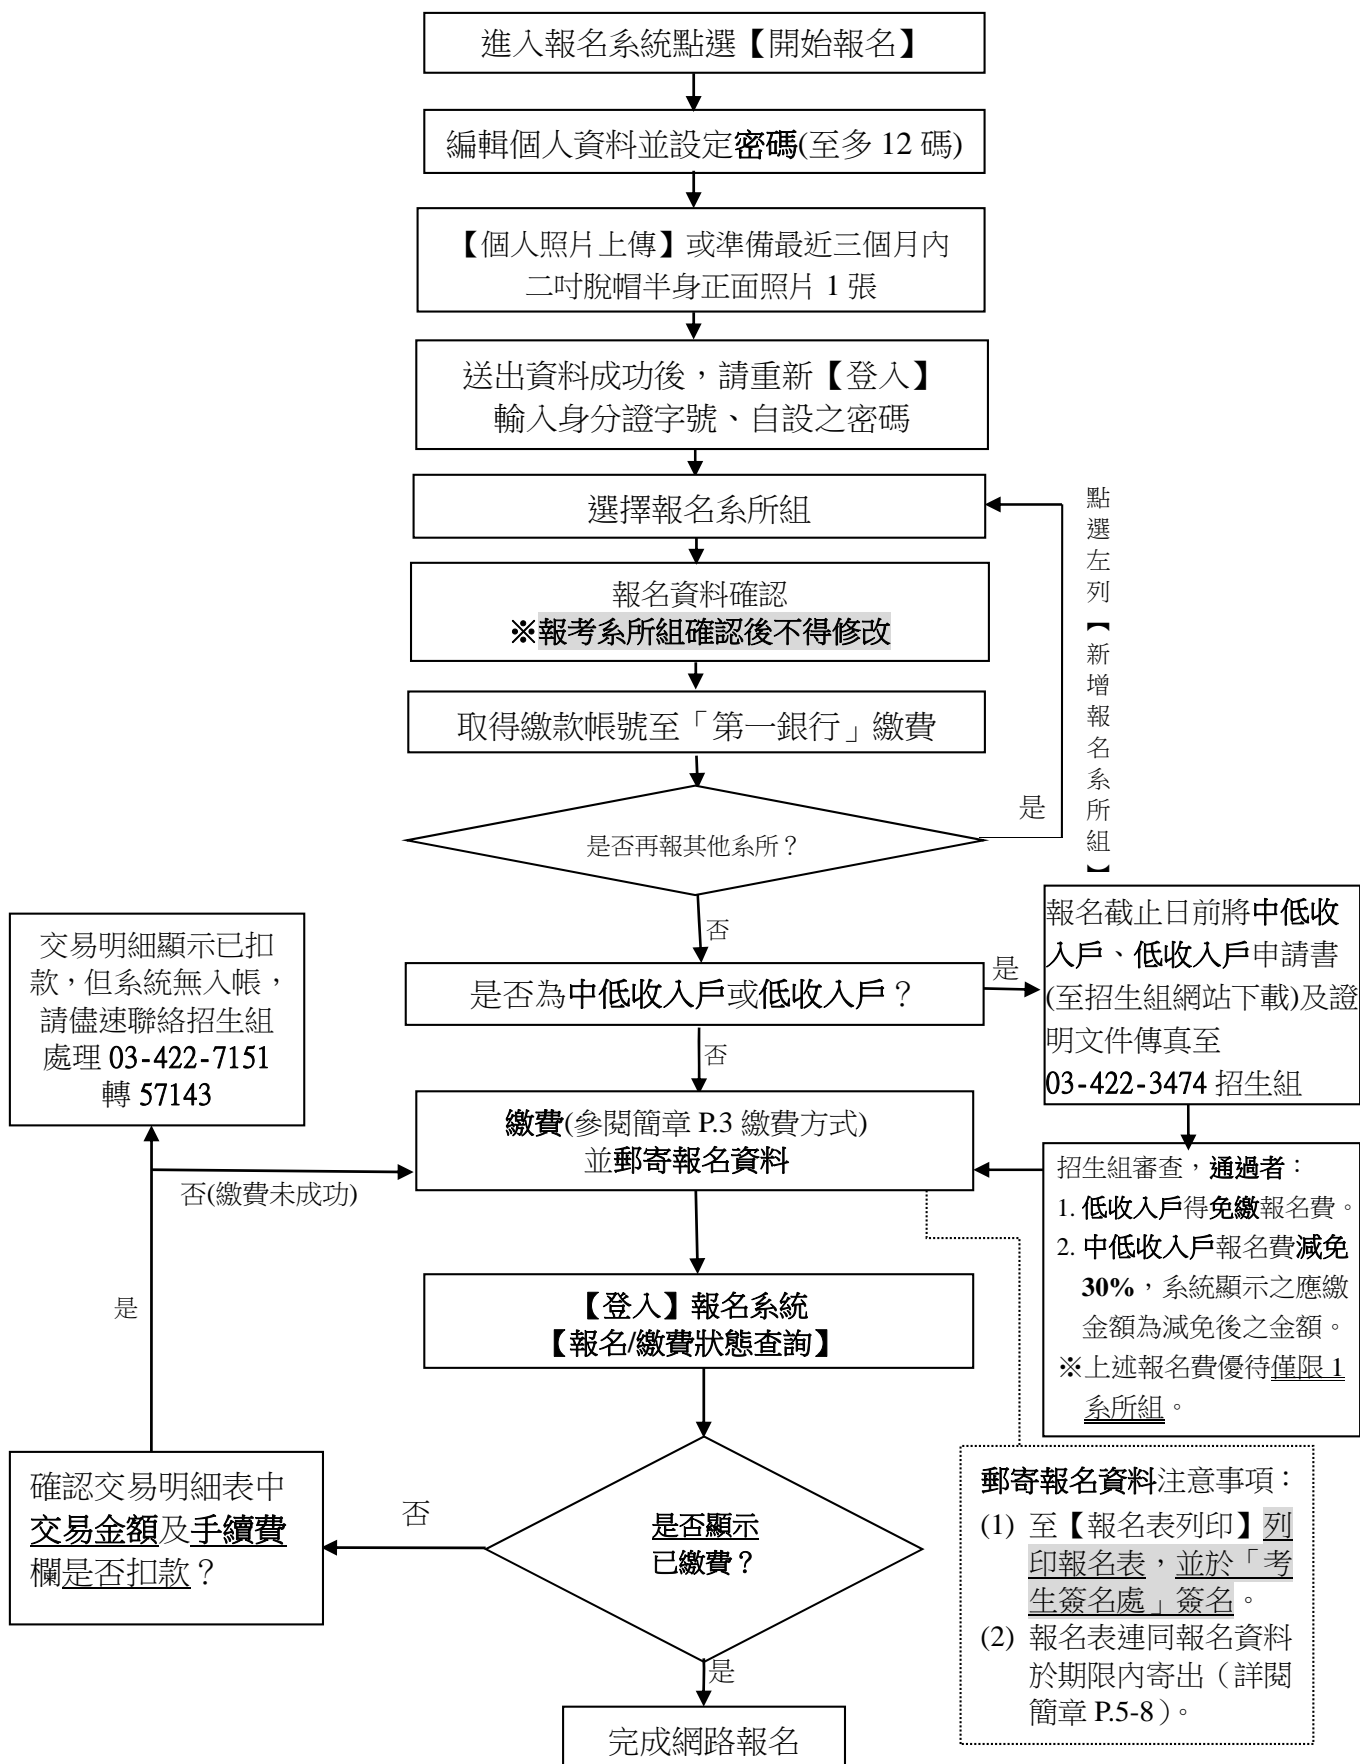 進入報名系統點選【開始報名】
編輯個人資料並設定密碼(至多 12 碼)
【個人照片上傳】或準備最近三個月內
二吋脫帽半身正面照片 1 張
送出資料成功後，請重新【登入】
輸入身分證字號、自設之密碼
選擇報名系所組
報名資料確認
※報考系所組確認後不得修改
取得繳款帳號至「第一銀行」繳費
是否再報其他系所？
是
點選左列【新增報名系所組】
否
是否為中低收入戶或低收入戶？
是
報名截止日前將中低收
入戶、低收入戶申請書
(至招生組網站下載)及證
明文件傳真至
03-422-3474 招生組
否
交易明細顯示已扣
款，但系統無入帳，
請儘速聯絡招生組
處理 03-422-7151
轉 57143
繳費(參閱簡章 P.3 繳費方式)
並郵寄報名資料
否(繳費未成功)
招生組審查，通過者：
1. 低收入戶得免繳報名費。
2. 中低收入戶報名費減免
30%，系統顯示之應繳
金額為減免後之金額。
※上述報名費優待僅限 1
系所組。
是
【登入】報名系統
【報名/繳費狀態查詢】
確認交易明細表中
交易金額及手續費
欄是否扣款？
否
是否顯示
已繳費？
郵寄報名資料注意事項：
(1) 至【報名表列印】列
印報名表，並於「考
生簽名處」簽名。
(2) 報名表連同報名資料
於期限內寄出（詳閱
簡章 P.5-8）。
是
完成網路報名